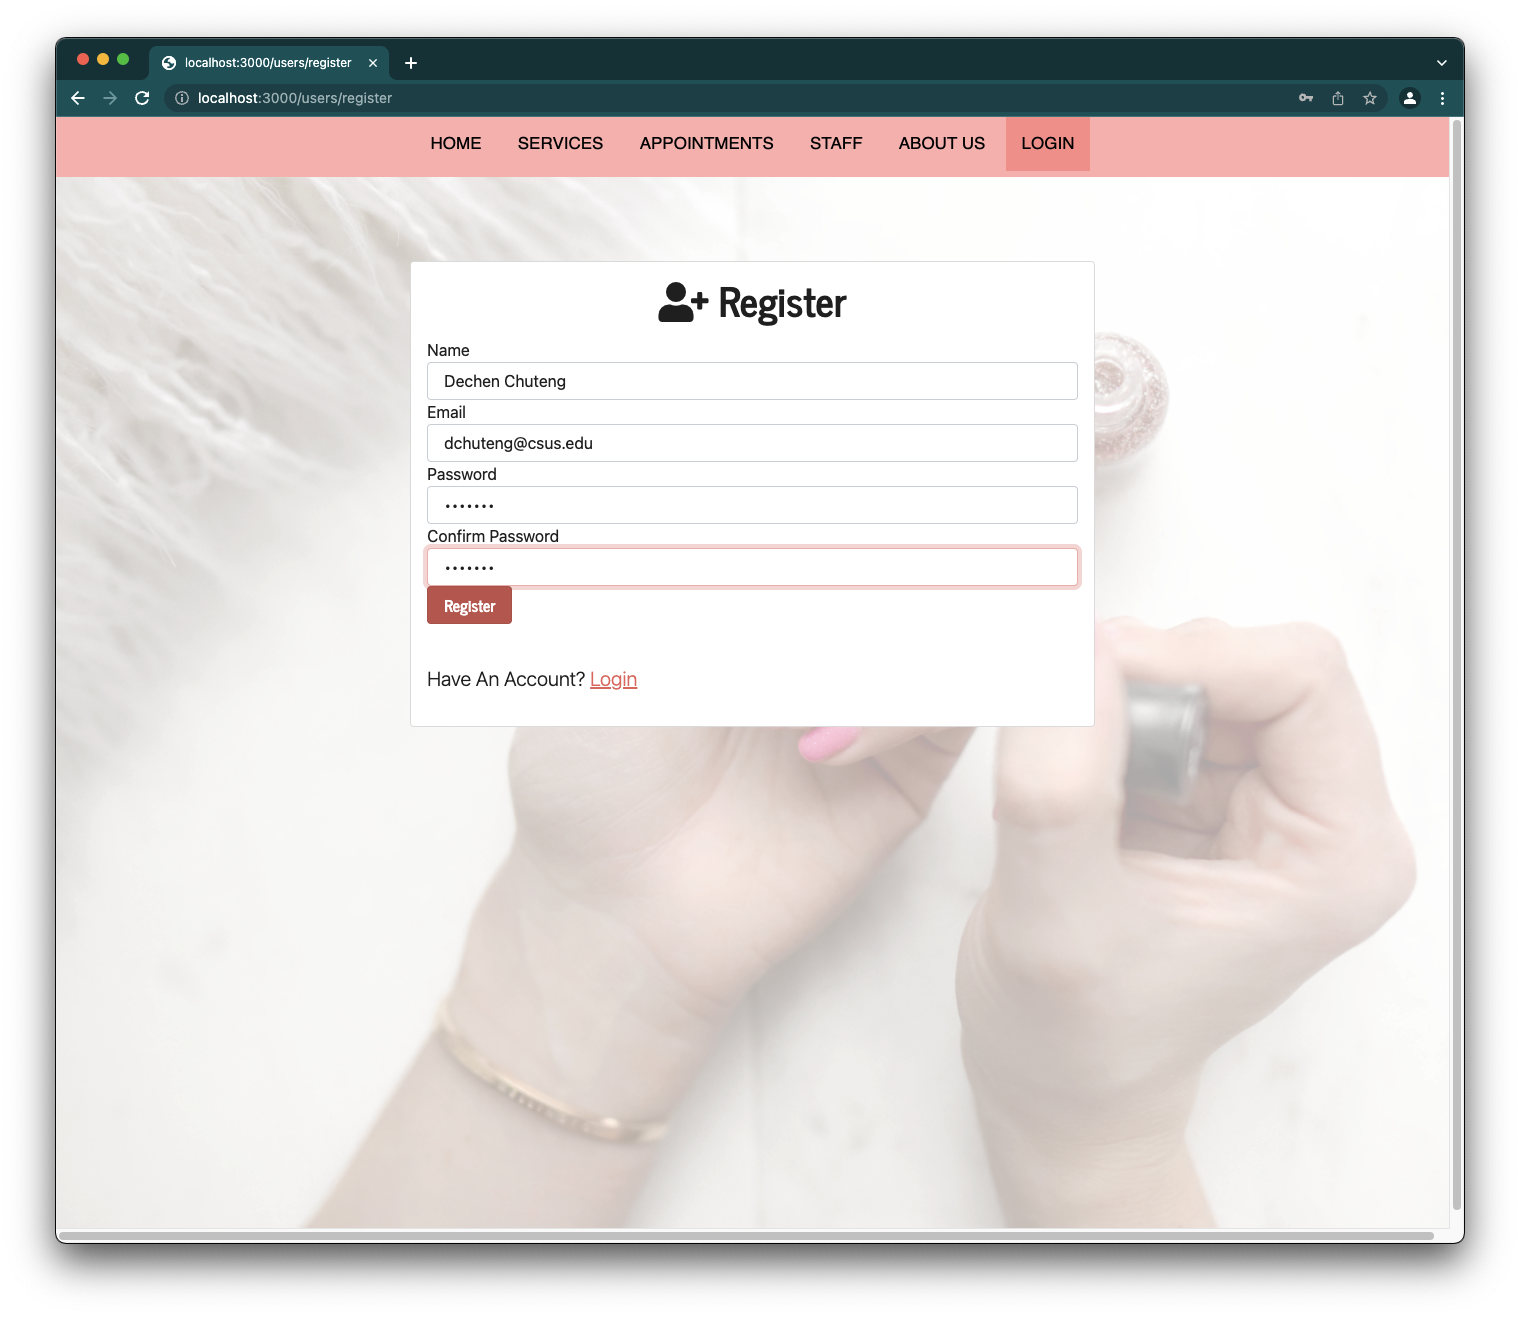 localhost:3000/users/register
localhost:3000/users/register
HOME SERVICES APPOINTMENTS STAFF ABOUT US LOGIN
Register
Name
Dechen Chuteng
Email
dchuteng@csus.edu
Password
•••••••
Confirm Password
•••••••
Register
Have An Account? Login